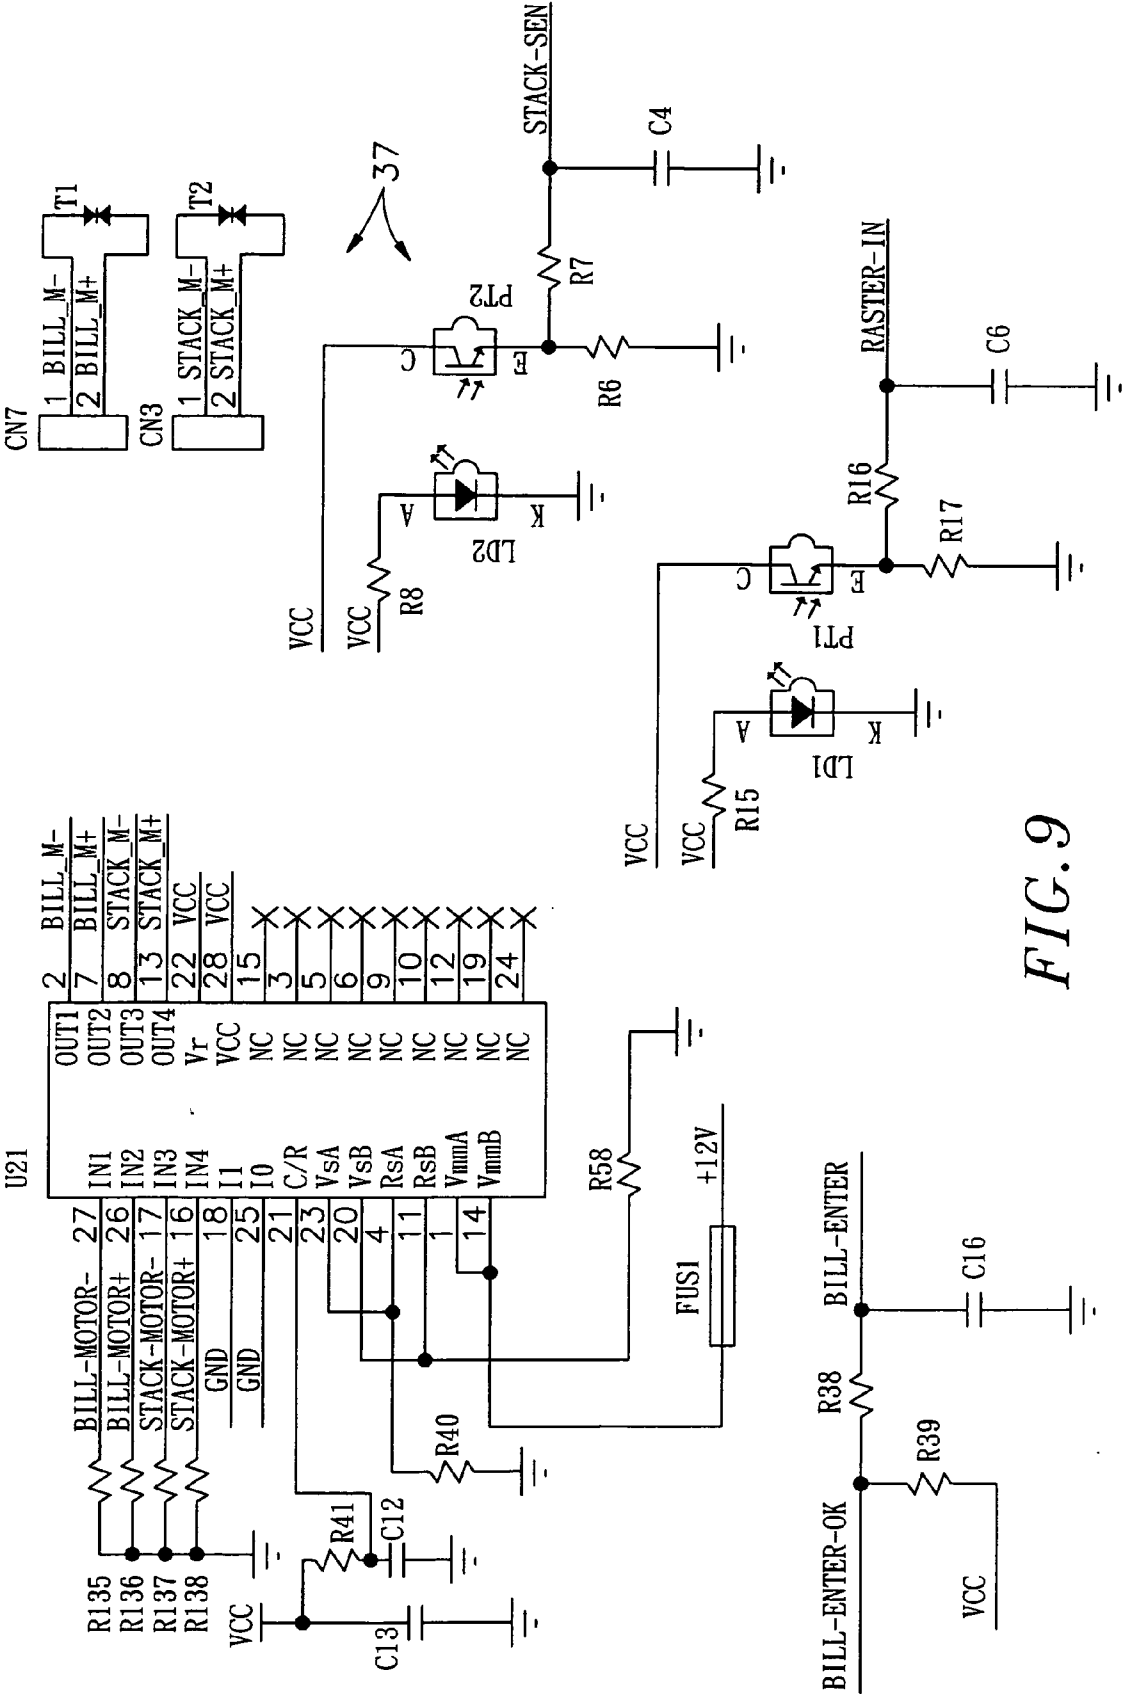 U21
BILL-MOTOR- 27 IN1
BILL-MOTOR+ 26 IN2
STACK-MOTOR- 17 IN3
STACK-MOTOR+ 16 IN4
GND 18 I1
GND 25 I0
21 C/R
23 VsA
20 VsB
4 RsA
11 RsB
1 VmmA
14 VmmB
OUT1 2 BILL_M-
OUT2 7 BILL_M+
OUT3 8 STACK_M-
OUT4 13 STACK_M+
Vr 22 VCC
VCC 28 VCC
NC 15
NC 3
NC 5
NC 6
NC 9
NC 10
NC 12
NC 19
NC 24
R135
R136
R137
R138
VCC
R41
C12
C13
R40
R58
FUS1
+12V
CN7
1 BILL_M-
2 BILL_M+
T1
CN3
1 STACK_M-
2 STACK_M+
T2
37
VCC
VCC
R8
A
K
LD2
C
E
PT2
R7
R6
STACK-SEN
C4
VCC
VCC
R15
A
K
LD1
C
E
PT1
R16
R17
RASTER-IN
C6
BILL-ENTER-OK
R38
BILL-ENTER
R39
VCC
C16
FIG.9